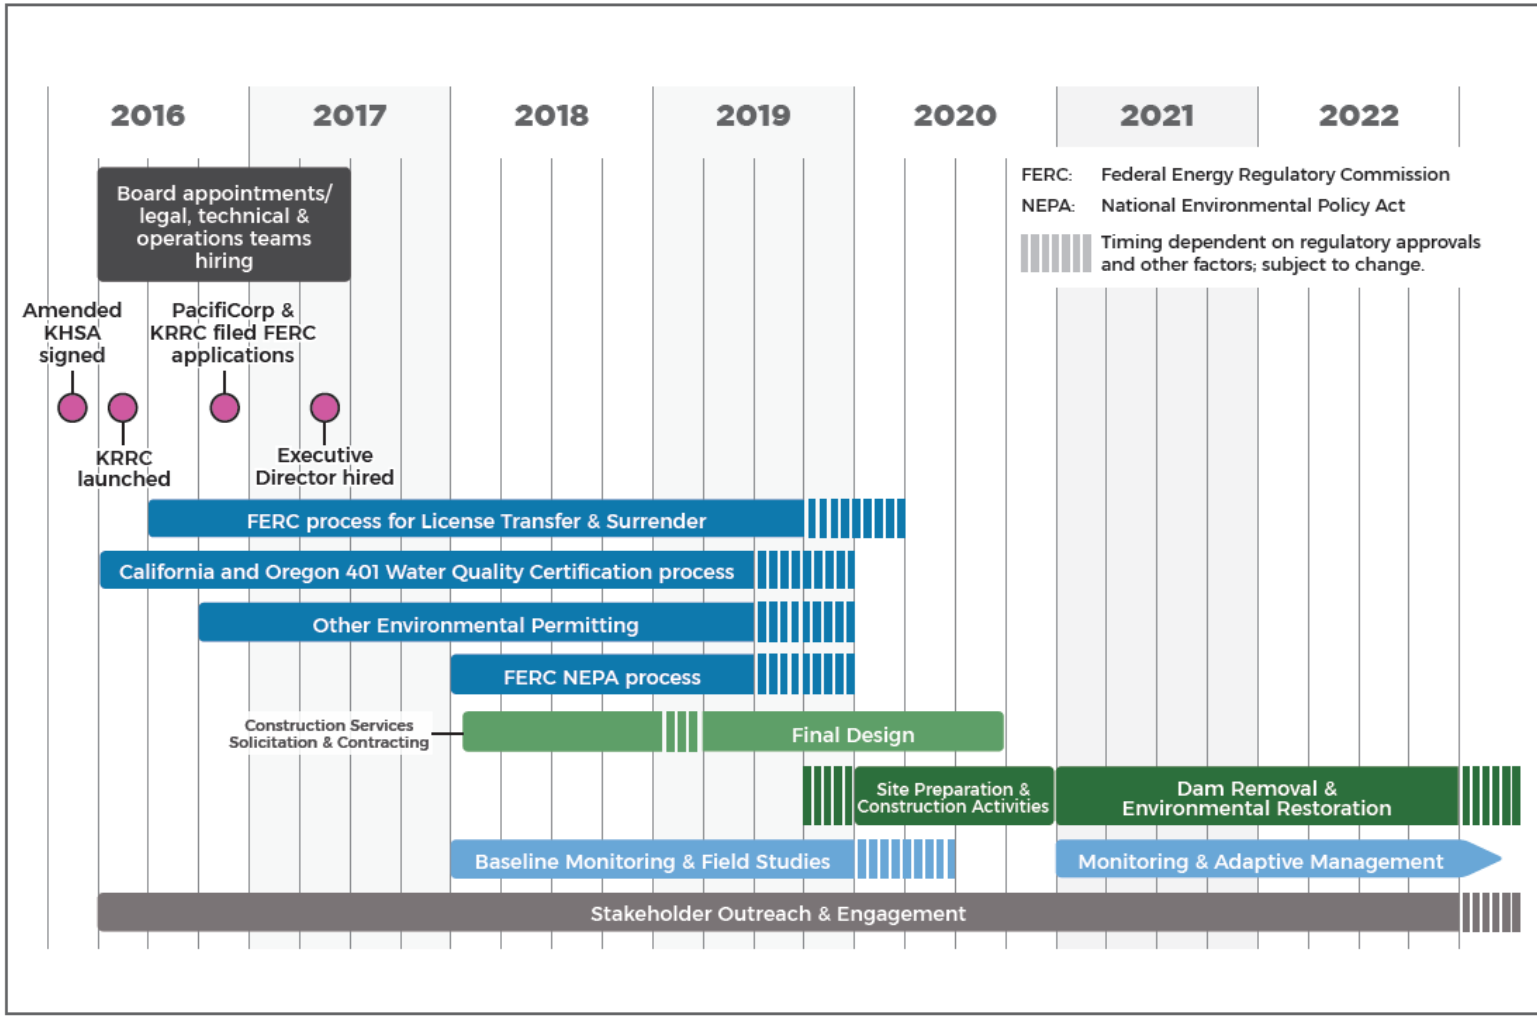 2016
2017
2018
2019
2020
2021
2022
Board appointments/
legal, technical &
operations teams
hiring
FERC: Federal Energy Regulatory Commission
NEPA: National Environmental Policy Act
Timing dependent on regulatory approvals
and other factors; subject to change.
Amended
KHSA
signed
PacifiCorp &
KRRC filed FERC
applications
KRRC
launched
Executive
Director hired
FERC process for License Transfer & Surrender
California and Oregon 401 Water Quality Certification process
Other Environmental Permitting
FERC NEPA process
Construction Services
Solicitation & Contracting
Final Design
Site Preparation &
Construction Activities
Dam Removal &
Environmental Restoration
Baseline Monitoring & Field Studies
Monitoring & Adaptive Management
Stakeholder Outreach & Engagement